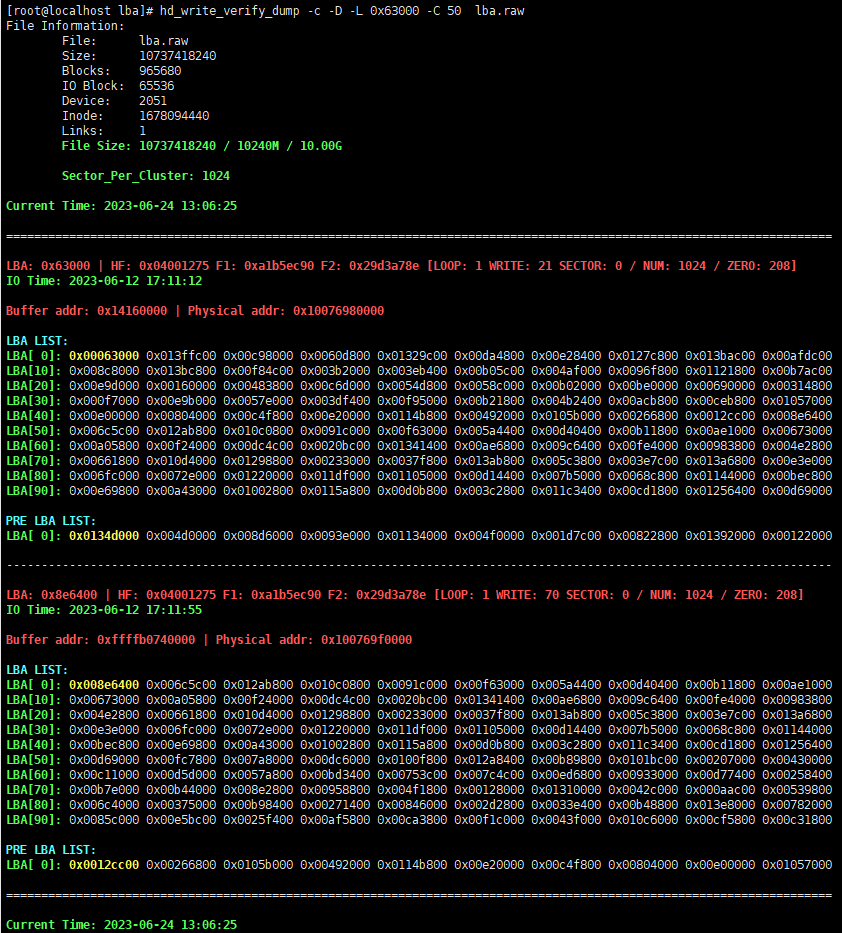 [root@localhost lba]# hd_write_verify_dump -c -D -L 0x63000 -C 50  lba.raw
File Information:
        File:      lba.raw
        Size:      10737418240
        Blocks:    965680
        IO Block:  65536
        Device:    2051
        Inode:     1678094440
        Links:     1
        File Size: 10737418240 / 10240M / 10.00G
        Sector_Per_Cluster: 1024
Current Time: 2023-06-24 13:06:25
======================================================================================================================
LBA: 0x63000 | HF: 0x04001275 F1: 0xa1b5ec90 F2: 0x29d3a78e [LOOP: 1 WRITE: 21 SECTOR: 0 / NUM: 1024 / ZERO: 208]
IO Time: 2023-06-12 17:11:12
Buffer addr: 0x14160000 | Physical addr: 0x10076980000
LBA LIST:
LBA[ 0]: 0x00063000 0x013ffc00 0x00c98000 0x0060d800 0x01329c00 0x00da4800 0x00e28400 0x0127c800 0x013bac00 0x00afdc00
LBA[10]: 0x008c8000 0x013bc800 0x00f84c00 0x003b2000 0x003eb400 0x00b05c00 0x004af000 0x0096f800 0x01121800 0x00b7ac00
LBA[20]: 0x00e9d000 0x00160000 0x00483800 0x00c6d000 0x0054d800 0x0058c000 0x00b02000 0x00be0000 0x00690000 0x00314800
LBA[30]: 0x000f7000 0x00e9b000 0x0057e000 0x003df400 0x00f95000 0x00b21800 0x004b2400 0x00acb800 0x00ceb800 0x01057000
LBA[40]: 0x00e00000 0x00804000 0x00c4f800 0x00e20000 0x0114b800 0x00492000 0x0105b000 0x00266800 0x0012cc00 0x008e6400
LBA[50]: 0x006c5c00 0x012ab800 0x010c0800 0x0091c000 0x00f63000 0x005a4400 0x00d40400 0x00b11800 0x00ae1000 0x00673000
LBA[60]: 0x00a05800 0x00f24000 0x00dc4c00 0x0020bc00 0x01341400 0x00ae6800 0x009c6400 0x00fe4000 0x00983800 0x004e2800
LBA[70]: 0x00661800 0x010d4000 0x01298800 0x00233000 0x0037f800 0x013ab800 0x005c3800 0x003e7c00 0x013a6800 0x00e3e000
LBA[80]: 0x006fc000 0x0072e000 0x01220000 0x011df000 0x01105000 0x00d14400 0x007b5000 0x0068c800 0x01144000 0x00bec800
LBA[90]: 0x00e69800 0x00a43000 0x01002800 0x0115a800 0x00d0b800 0x003c2800 0x011c3400 0x00cd1800 0x01256400 0x00d69000
PRE LBA LIST:
LBA[ 0]: 0x0134d000 0x004d0000 0x008d6000 0x0093e000 0x01134000 0x004f0000 0x001d7c00 0x00822800 0x01392000 0x00122000
----------------------------------------------------------------------------------------------------------------------
LBA: 0x8e6400 | HF: 0x04001275 F1: 0xa1b5ec90 F2: 0x29d3a78e [LOOP: 1 WRITE: 70 SECTOR: 0 / NUM: 1024 / ZERO: 208]
IO Time: 2023-06-12 17:11:55
Buffer addr: 0xffffb0740000 | Physical addr: 0x100769f0000
LBA LIST:
LBA[ 0]: 0x008e6400 0x006c5c00 0x012ab800 0x010c0800 0x0091c000 0x00f63000 0x005a4400 0x00d40400 0x00b11800 0x00ae1000
LBA[10]: 0x00673000 0x00a05800 0x00f24000 0x00dc4c00 0x0020bc00 0x01341400 0x00ae6800 0x009c6400 0x00fe4000 0x00983800
LBA[20]: 0x004e2800 0x00661800 0x010d4000 0x01298800 0x00233000 0x0037f800 0x013ab800 0x005c3800 0x003e7c00 0x013a6800
LBA[30]: 0x00e3e000 0x006fc000 0x0072e000 0x01220000 0x011df000 0x01105000 0x00d14400 0x007b5000 0x0068c800 0x01144000
LBA[40]: 0x00bec800 0x00e69800 0x00a43000 0x01002800 0x0115a800 0x00d0b800 0x003c2800 0x011c3400 0x00cd1800 0x01256400
LBA[50]: 0x00d69000 0x00fc7800 0x007a8000 0x00dc6000 0x0100f800 0x012a8400 0x00b89800 0x0101bc00 0x00207000 0x00430000
LBA[60]: 0x00c11000 0x00d5d000 0x0057a800 0x00bd3400 0x00753c00 0x007c4c00 0x00ed6800 0x00933000 0x00d77400 0x00258400
LBA[70]: 0x00b7e000 0x00b44000 0x008e2800 0x00958800 0x004f1800 0x00128000 0x01310000 0x0042c000 0x000aac00 0x00539800
LBA[80]: 0x006c4000 0x00375000 0x00b98400 0x00271400 0x00846000 0x002d2800 0x0033e400 0x00b48800 0x013e8000 0x00782000
LBA[90]: 0x0085c000 0x00e5bc00 0x0025f400 0x00af5800 0x00ca3800 0x00f1c000 0x0043f000 0x010c6000 0x00cf5800 0x00c31800
PRE LBA LIST:
LBA[ 0]: 0x0012cc00 0x00266800 0x0105b000 0x00492000 0x0114b800 0x00e20000 0x00c4f800 0x00804000 0x00e00000 0x01057000
======================================================================================================================
Current Time: 2023-06-24 13:06:25